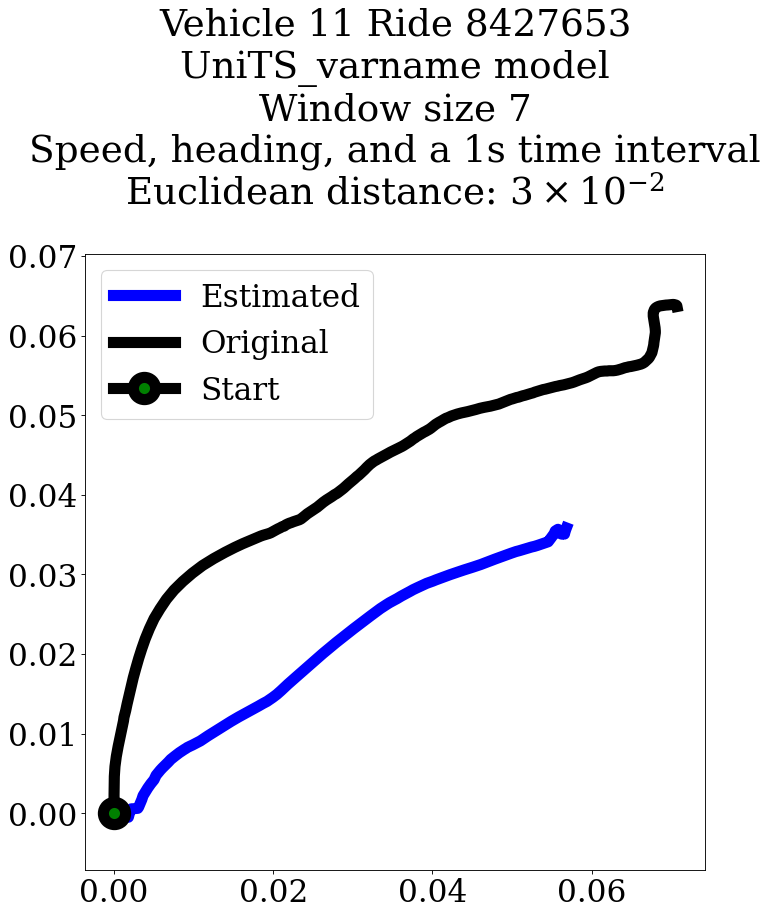 Vehicle 11 Ride 8427653
UniTS_varname model
Window size 7
Speed, heading, and a 1s time interval
Euclidean distance: 3 × 10⁻²
0.07
0.06
0.05
0.04
0.03
0.02
0.01
0.00
Estimated
Original
Start
0.00 0.02 0.04 0.06